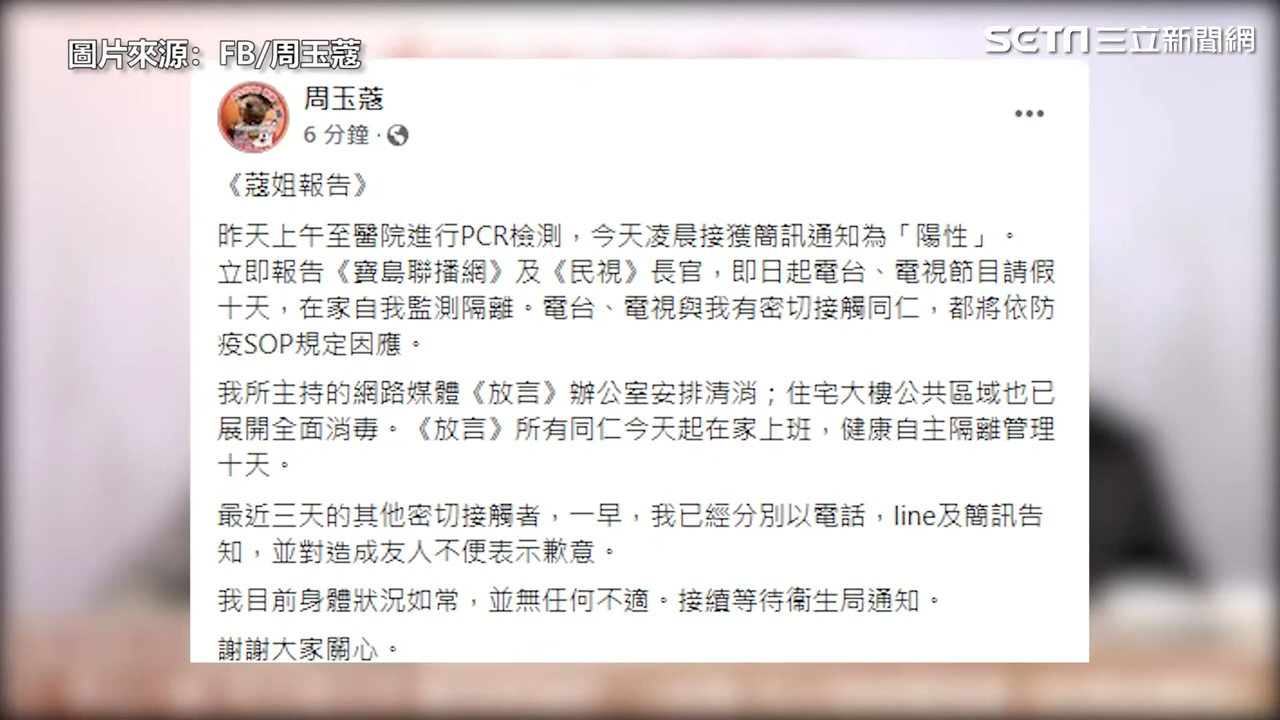 圖片來源：FB/周玉蔻
SETN三立新聞網
周玉蔻
6 分鐘 ·
《蔻姐報告》
昨天上午至醫院進行PCR檢測，今天凌晨接獲簡訊通知為「陽性」。
立即報告《寶島聯播網》及《民視》長官，即日起電台、電視節目請假
十天，在家自我監測隔離。電台、電視與我有密切接觸同仁，都將依防
疫SOP規定因應。
我所主持的網路媒體《放言》辦公室安排清消；住宅大樓公共區域也已
展開全面消毒。《放言》所有同仁今天起在家上班，健康自主隔離管理
十天。
最近三天的其他密切接觸者，一早，我已經分別以電話，line及簡訊告
知，並對造成友人不便表示歉意。
我目前身體狀況如常，並無任何不適。接續等待衞生局通知。
謝謝大家關心。